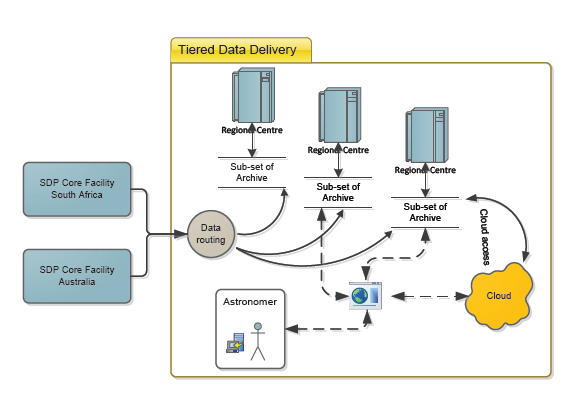 Tiered Data Delivery
Regional Centre
Sub-set of
Archive
Regional Centre
Sub-set of
Archive
Regional Centre
Sub-set of
Archive
SDP Core Facility
South Africa
SDP Core Facility
Australia
Data
routing
Cloud access
Cloud
Astronomer